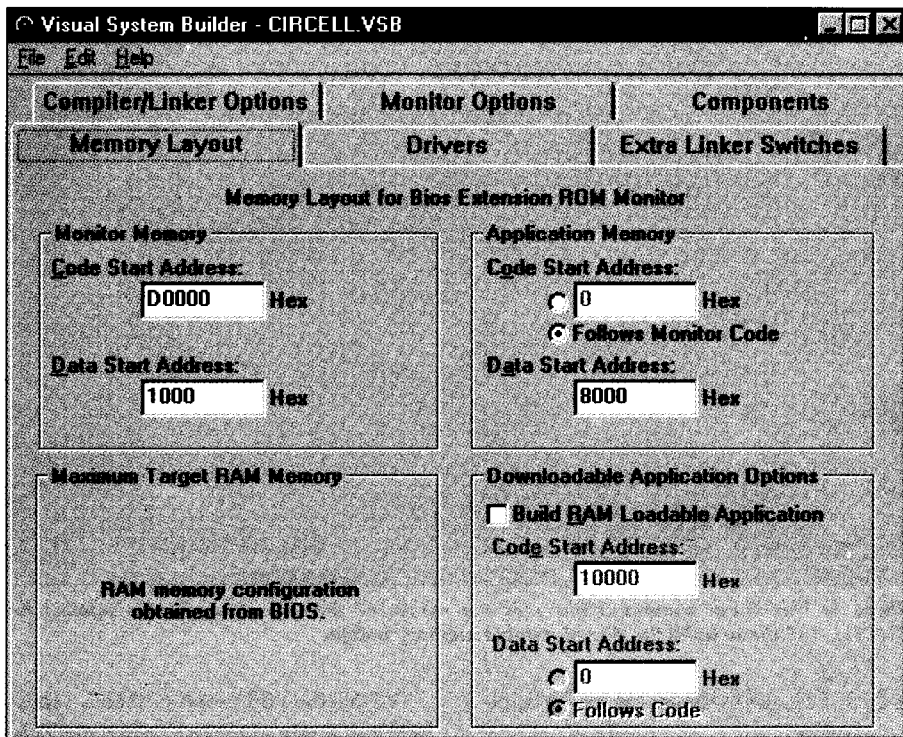 Visual System Builder - CIRCELL.VSB
File Edit Help
Compiler/Linker Options Monitor Options Components
Memory Layout Drivers Extra Linker Switches
Memory Layout for Bios Extension ROM Monitor
Monitor Memory
Code Start Address:
D0000 Hex
Data Start Address:
1000 Hex
Application Memory
Code Start Address:
0 Hex
Follows Monitor Code
Data Start Address:
8000 Hex
Maximum Target RAM Memory
RAM memory configuration
obtained from BIOS.
Downloadable Application Options
Build RAM Loadable Application
Code Start Address:
10000 Hex
Data Start Address:
0 Hex
Follows Code